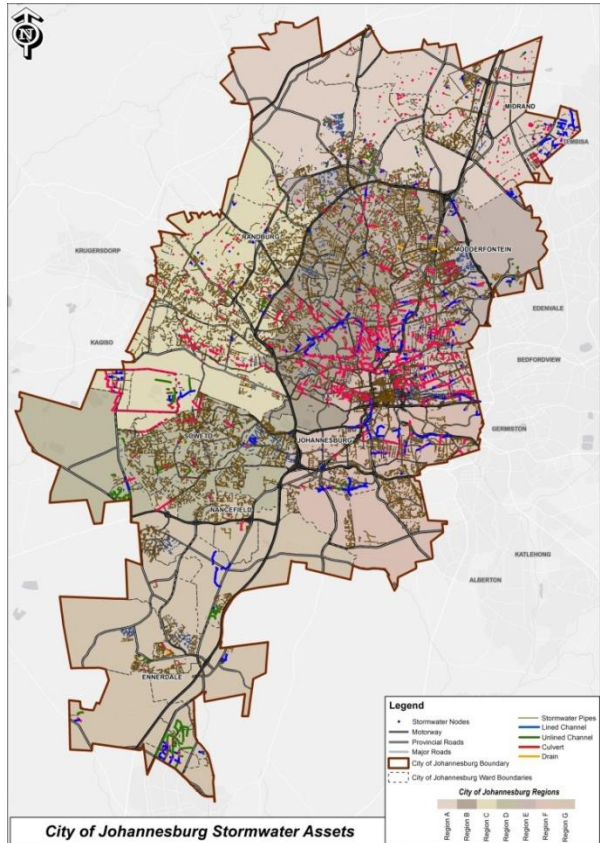 N
MIDRAND
TEMBISA
RANDBURG
MODDERFONTEIN
KRUGERSDORP
EDENVALE
KAGISO
BEDFORDVIEW
GERMISTON
SOWETO
JOHANNESBURG
NANCEFIELD
KATLEHONG
ALBERTON
ENNERDALE
Legend
Stormwater Nodes
Motorway
Provincial Roads
Major Roads
City of Johannesburg Boundary
City of Johannesburg Ward Boundaries
Stormwater Pipes
Lined Channel
Unlined Channel
Culvert
Drain
City of Johannesburg Regions
Region A
Region B
Region C
Region D
Region E
Region F
Region G
City of Johannesburg Stormwater Assets